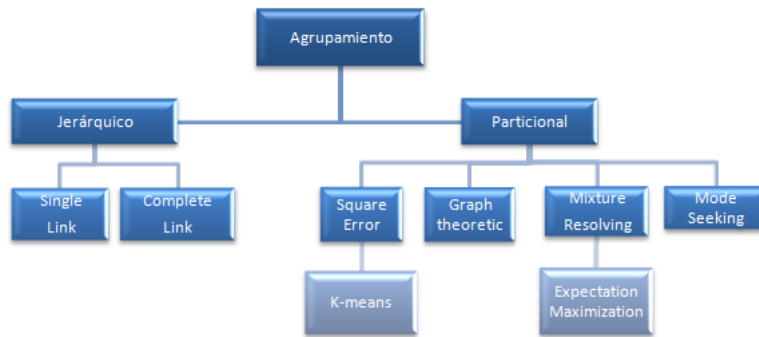 Agrupamiento
Jerárquico
Particional
Single
Link
Complete
Link
Square
Error
Graph
theoretic
Mixture
Resolving
Mode
Seeking
K-means
Expectation
Maximization